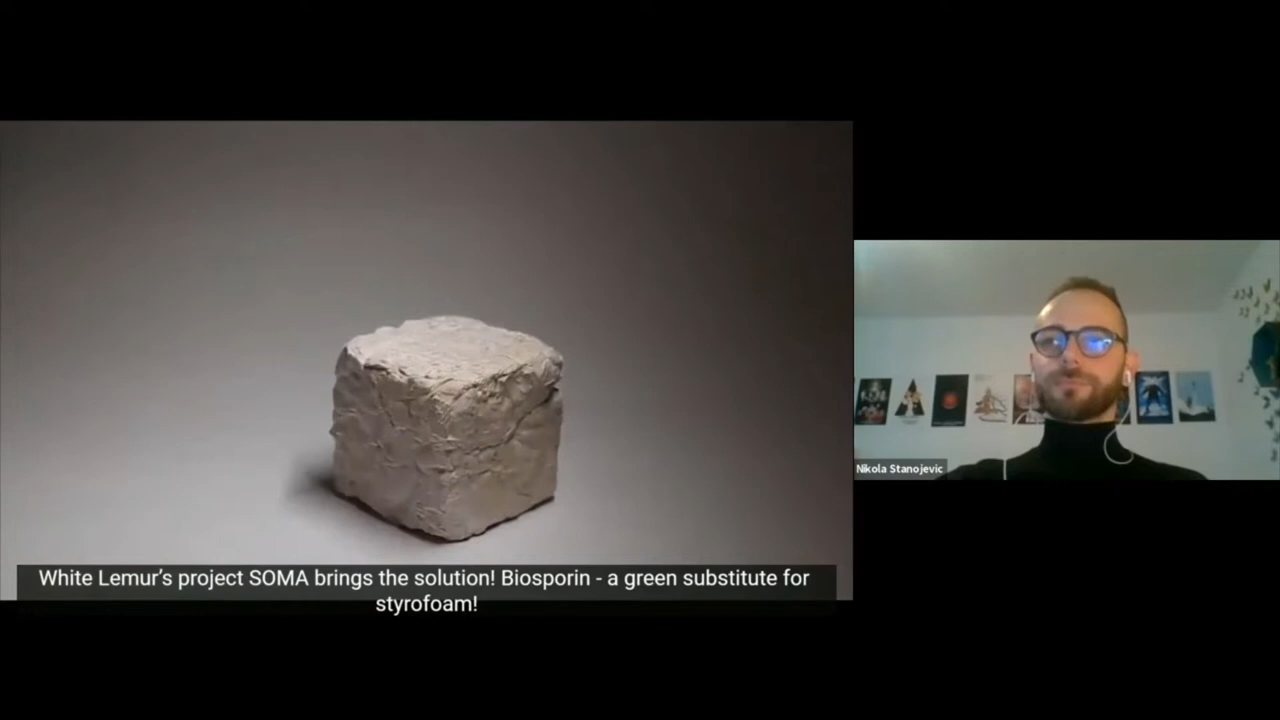 White Lemur’s project SOMA brings the solution! Biosporin - a green substitute for
styrofoam!
Nikola Stanojevic